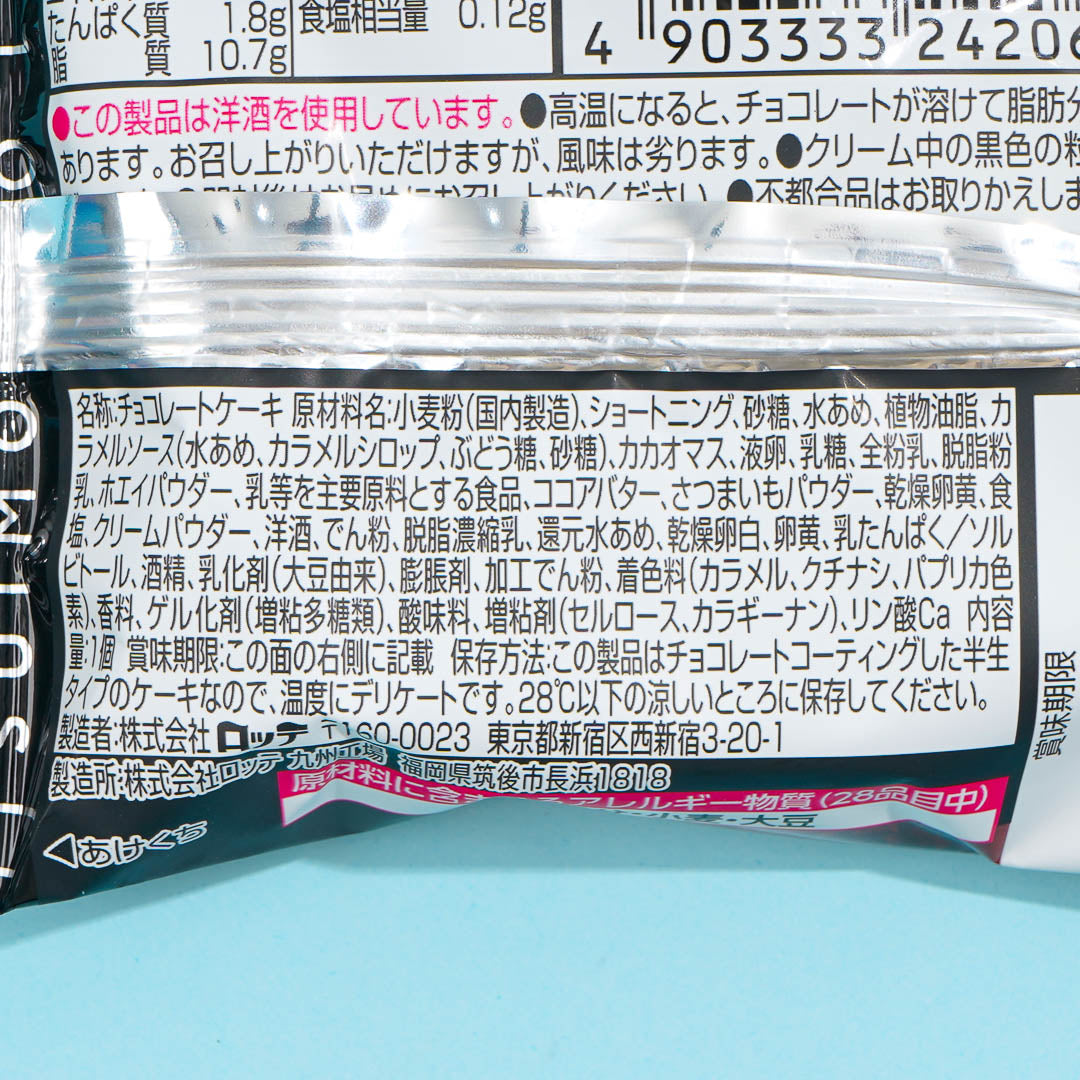 たんぱく質 1.8g 食塩相当量 0.12g
脂質 10.7g
4 903333 24206
●この製品は洋酒を使用しています。●高温になると、チョコレートが溶けて脂肪分
あります。お召し上がりいただけますが、風味は劣ります。●クリーム中の黒色の粒
お召し上がりください。●不都合品はお取りかえしま
名称:チョコレートケーキ 原材料名:小麦粉(国内製造)、ショートニング、砂糖、水あめ、植物油脂、カ
ラメルソース(水あめ、カラメルシロップ、ぶどう糖、砂糖)、カカオマス、液卵、乳糖、全粉乳、脱脂粉
乳、ホエイパウダー、乳等を主要原料とする食品、ココアバター、さつまいもパウダー、乾燥卵黄、食
塩、クリームパウダー、洋酒、でん粉、脱脂濃縮乳、還元水あめ、乾燥卵白、卵黄、乳たんぱく／ソル
ビトール、酒精、乳化剤(大豆由来)、膨脹剤、加工でん粉、着色料(カラメル、クチナシ、パプリカ色
素)、香料、ゲル化剤(増粘多糖類)、酸味料、増粘剤(セルロース、カラギーナン)、リン酸Ca 内容
量:1個 賞味期限:この面の右側に記載 保存方法:この製品はチョコレートコーティングした半生
タイプのケーキなので、温度にデリケートです。28℃以下の涼しいところに保存してください。
製造者:株式会社 ロッテ 〒160-0023 東京都新宿区西新宿3-20-1
製造所:株式会社ロッテ 九州工場 福岡県筑後市長浜1818
原材料に含まれるアレルギー物質(28品目中)
小麦・大豆
◁あけくち
賞味期限